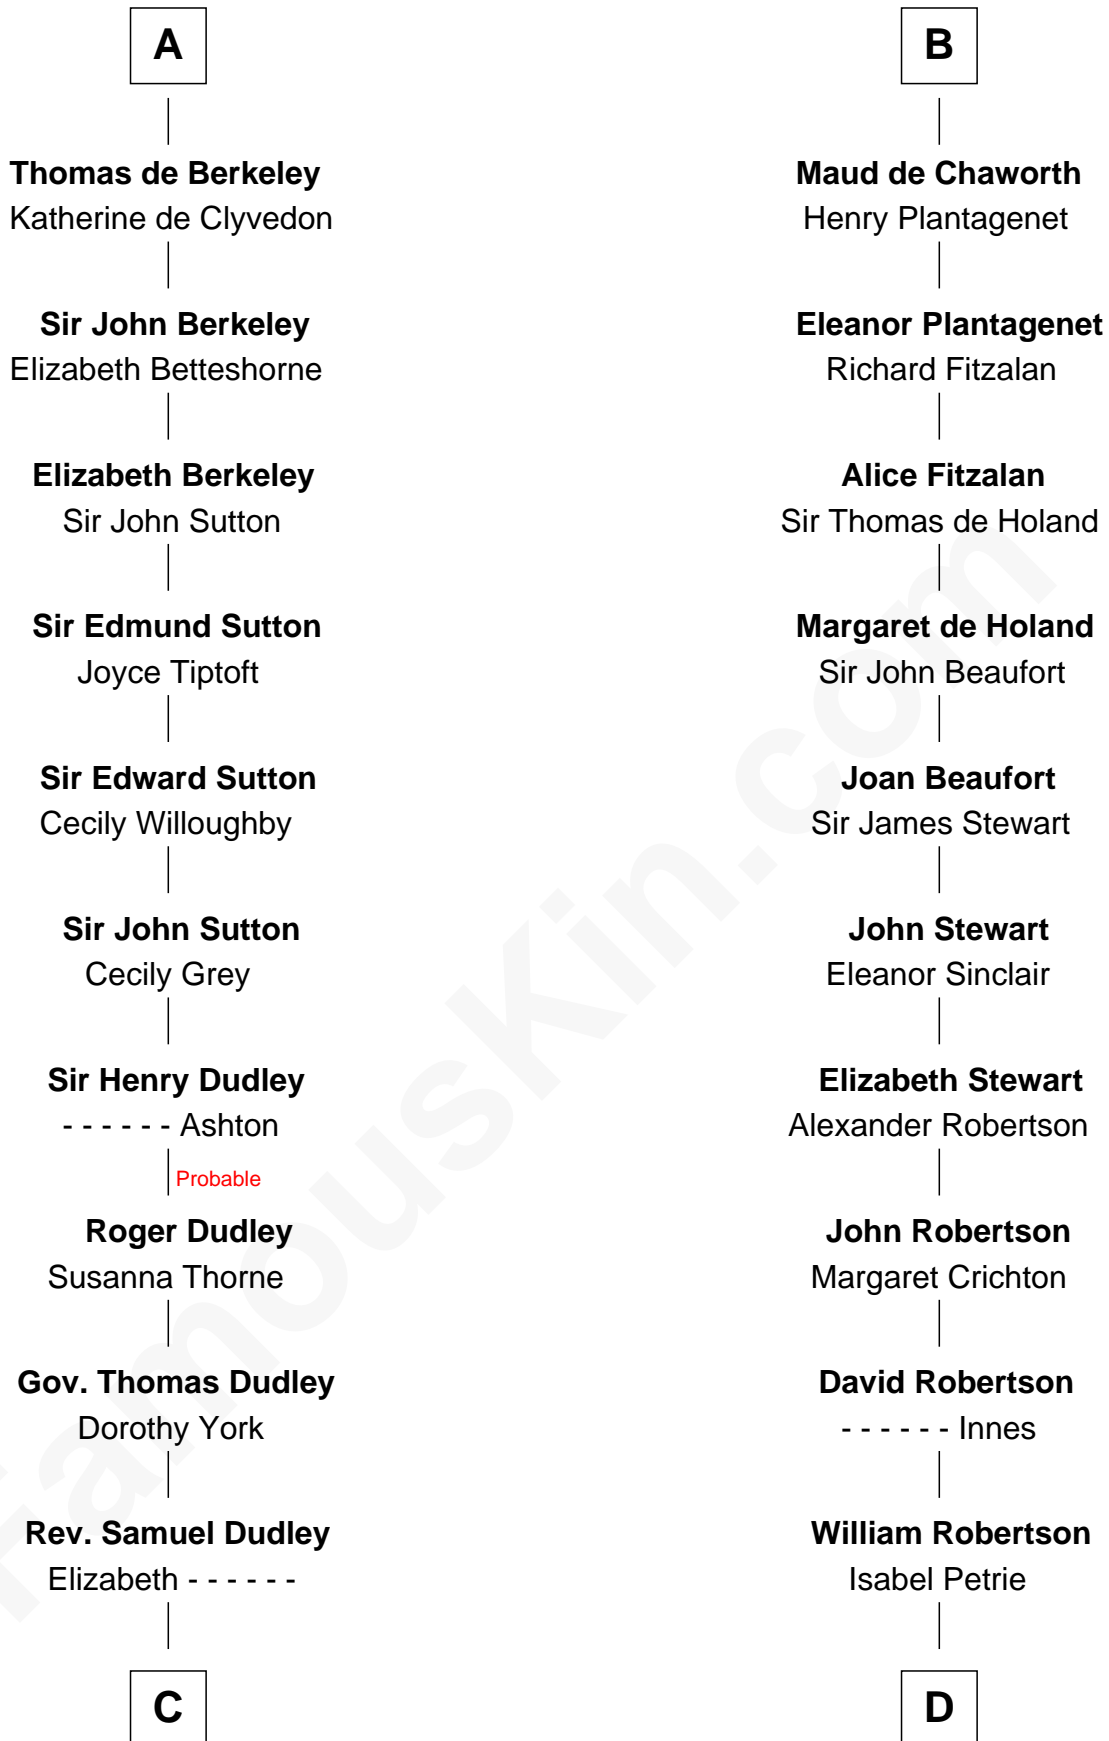 A
Thomas de Berkeley
Katherine de Clyvedon
Sir John Berkeley
Elizabeth Betteshorne
Elizabeth Berkeley
Sir John Sutton
Sir Edmund Sutton
Joyce Tiptoft
Sir Edward Sutton
Cecily Willoughby
Sir John Sutton
Cecily Grey
Sir Henry Dudley
- - - - - - Ashton
Probable
Roger Dudley
Susanna Thorne
Gov. Thomas Dudley
Dorothy York
Rev. Samuel Dudley
Elizabeth - - - - - -
C
B
Maud de Chaworth
Henry Plantagenet
Eleanor Plantagenet
Richard Fitzalan
Alice Fitzalan
Sir Thomas de Holand
Margaret de Holand
Sir John Beaufort
Joan Beaufort
Sir James Stewart
John Stewart
Eleanor Sinclair
Elizabeth Stewart
Alexander Robertson
John Robertson
Margaret Crichton
David Robertson
- - - - - - Innes
William Robertson
Isabel Petrie
D
FamousKin.com